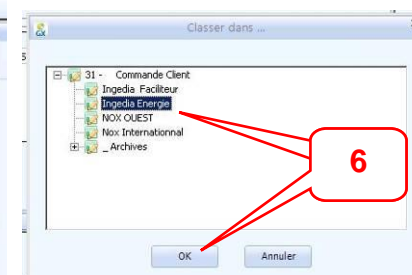 Classer dans ...
31 - Commande Client
Ingedia Faciliteur
Ingedia Energie
NOX OUEST
Nox Internationnal
_ Archives
6
OK
Annuler